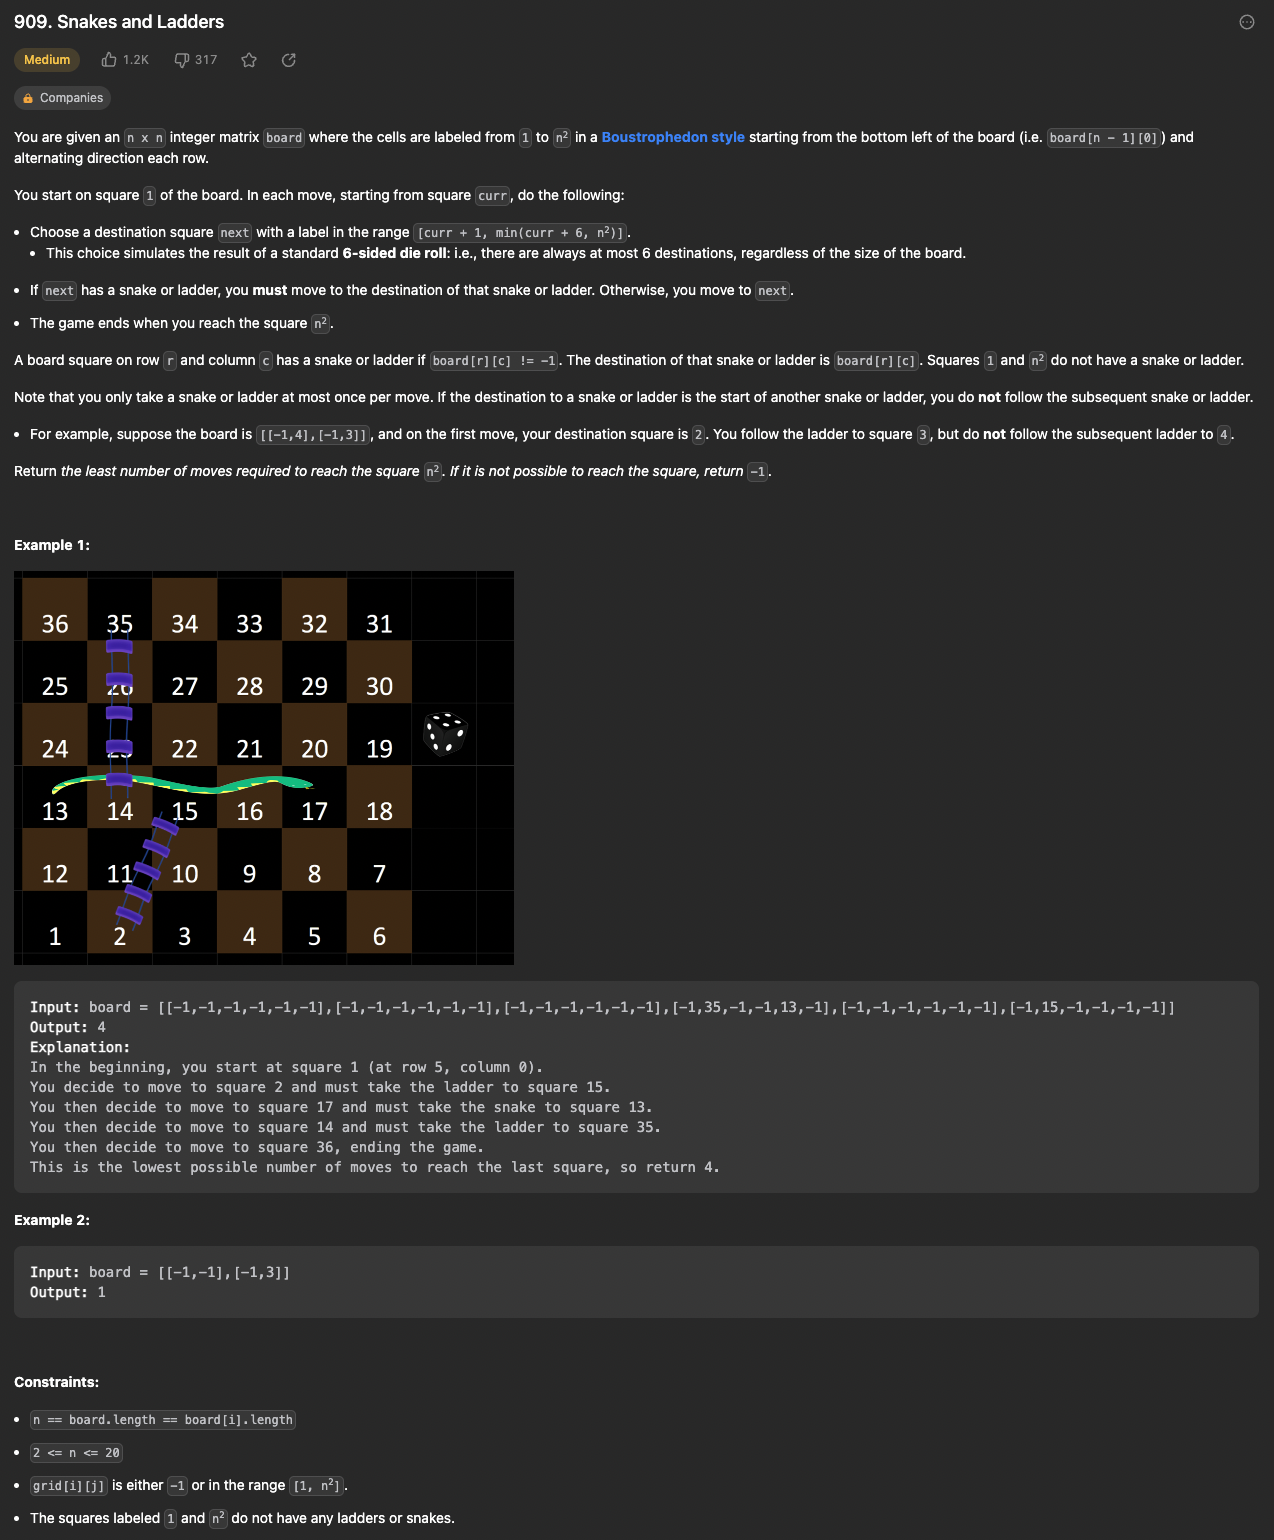 909. Snakes and Ladders
Medium 1.2K 317
Companies
You are given an n x n integer matrix board where the cells are labeled from 1 to n² in a Boustrophedon style starting from the bottom left of the board (i.e. board[n - 1][0]) and
alternating direction each row.
You start on square 1 of the board. In each move, starting from square curr, do the following:
• Choose a destination square next with a label in the range [curr + 1, min(curr + 6, n²)].
• This choice simulates the result of a standard 6-sided die roll: i.e., there are always at most 6 destinations, regardless of the size of the board.
• If next has a snake or ladder, you must move to the destination of that snake or ladder. Otherwise, you move to next.
• The game ends when you reach the square n².
A board square on row r and column c has a snake or ladder if board[r][c] != -1. The destination of that snake or ladder is board[r][c]. Squares 1 and n² do not have a snake or ladder.
Note that you only take a snake or ladder at most once per move. If the destination to a snake or ladder is the start of another snake or ladder, you do not follow the subsequent snake or ladder.
• For example, suppose the board is [[-1,4],[-1,3]], and on the first move, your destination square is 2. You follow the ladder to square 3, but do not follow the subsequent ladder to 4.
Return the least number of moves required to reach the square n². If it is not possible to reach the square, return -1.
Example 1:
36 35 34 33 32 31
25 26 27 28 29 30
24 23 22 21 20 19
13 14 15 16 17 18
12 11 10 9 8 7
1 2 3 4 5 6
Input: board = [[-1,-1,-1,-1,-1,-1],[-1,-1,-1,-1,-1,-1],[-1,-1,-1,-1,-1,-1],[-1,35,-1,-1,13,-1],[-1,-1,-1,-1,-1,-1],[-1,15,-1,-1,-1,-1]]
Output: 4
Explanation:
In the beginning, you start at square 1 (at row 5, column 0).
You decide to move to square 2 and must take the ladder to square 15.
You then decide to move to square 17 and must take the snake to square 13.
You then decide to move to square 14 and must take the ladder to square 35.
You then decide to move to square 36, ending the game.
This is the lowest possible number of moves to reach the last square, so return 4.
Example 2:
Input: board = [[-1,-1],[-1,3]]
Output: 1
Constraints:
• n == board.length == board[i].length
• 2 <= n <= 20
• grid[i][j] is either -1 or in the range [1, n²].
• The squares labeled 1 and n² do not have any ladders or snakes.